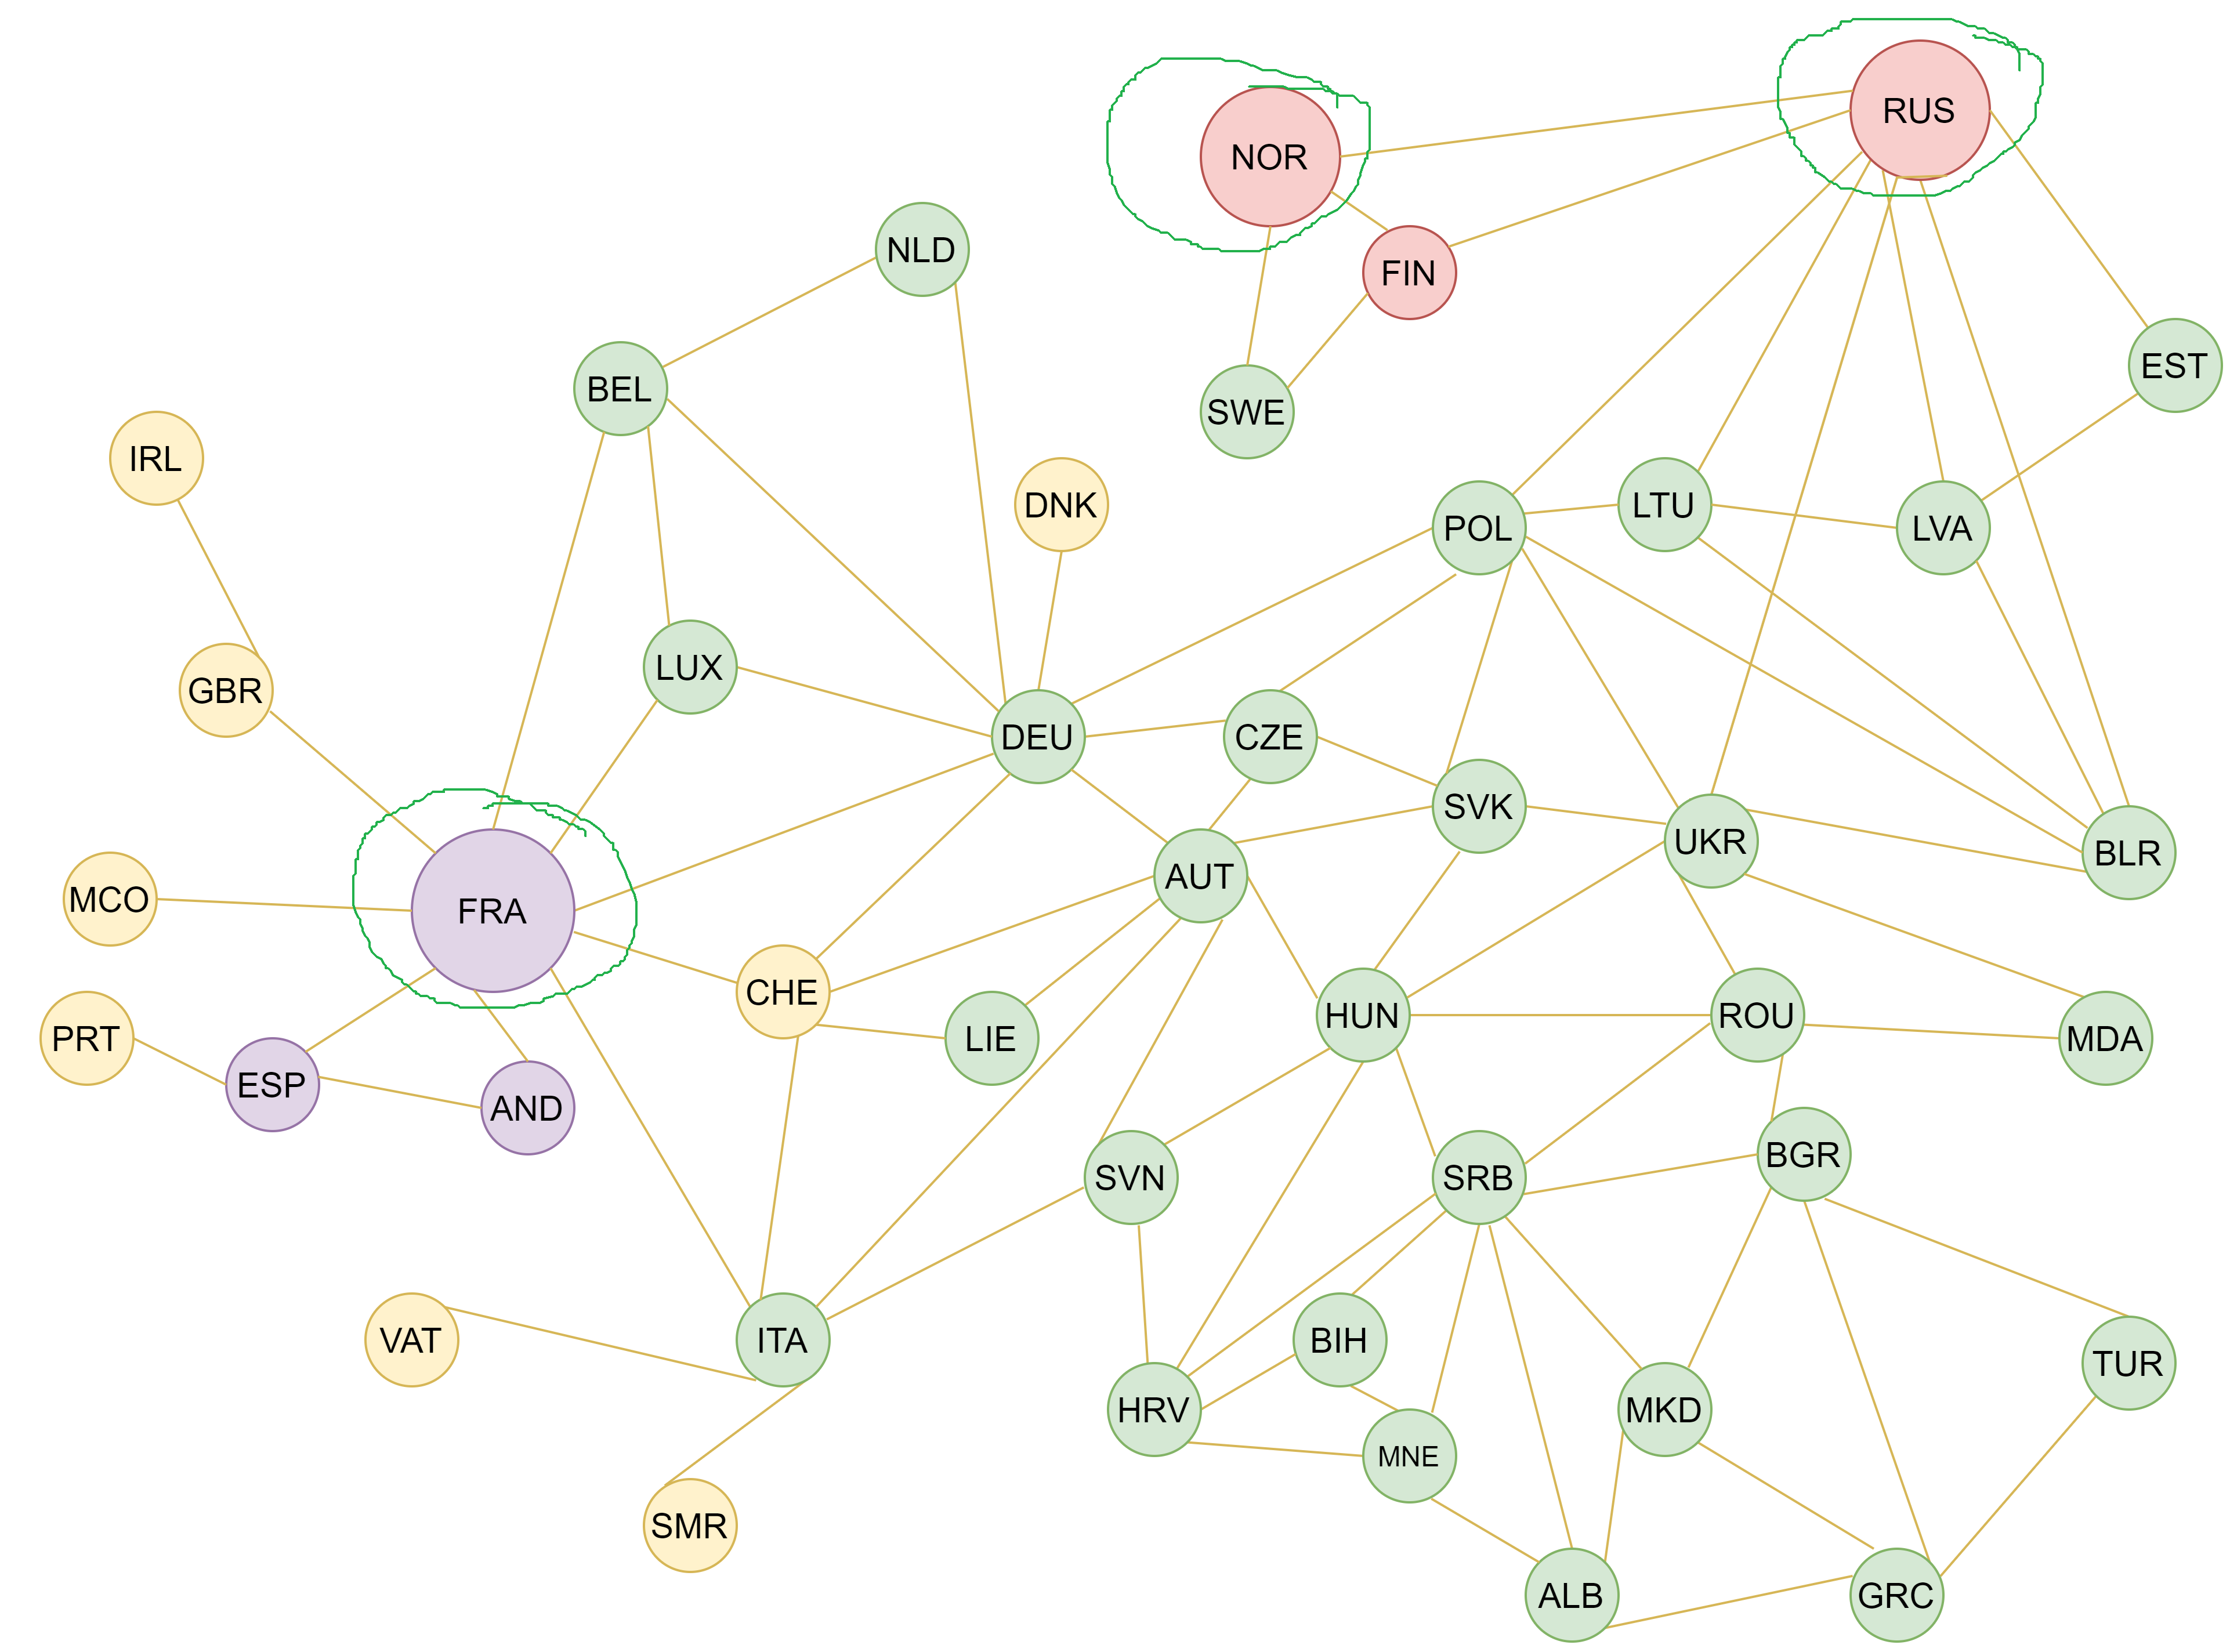 RUS
NOR
NLD
FIN
EST
BEL
SWE
IRL
DNK
POL
LTU
LVA
LUX
GBR
DEU
CZE
SVK
UKR
BLR
AUT
MCO
FRA
CHE
HUN
ROU
PRT
LIE
MDA
ESP
AND
BGR
SVN
SRB
VAT
ITA
BIH
TUR
HRV
MKD
MNE
SMR
ALB
GRC